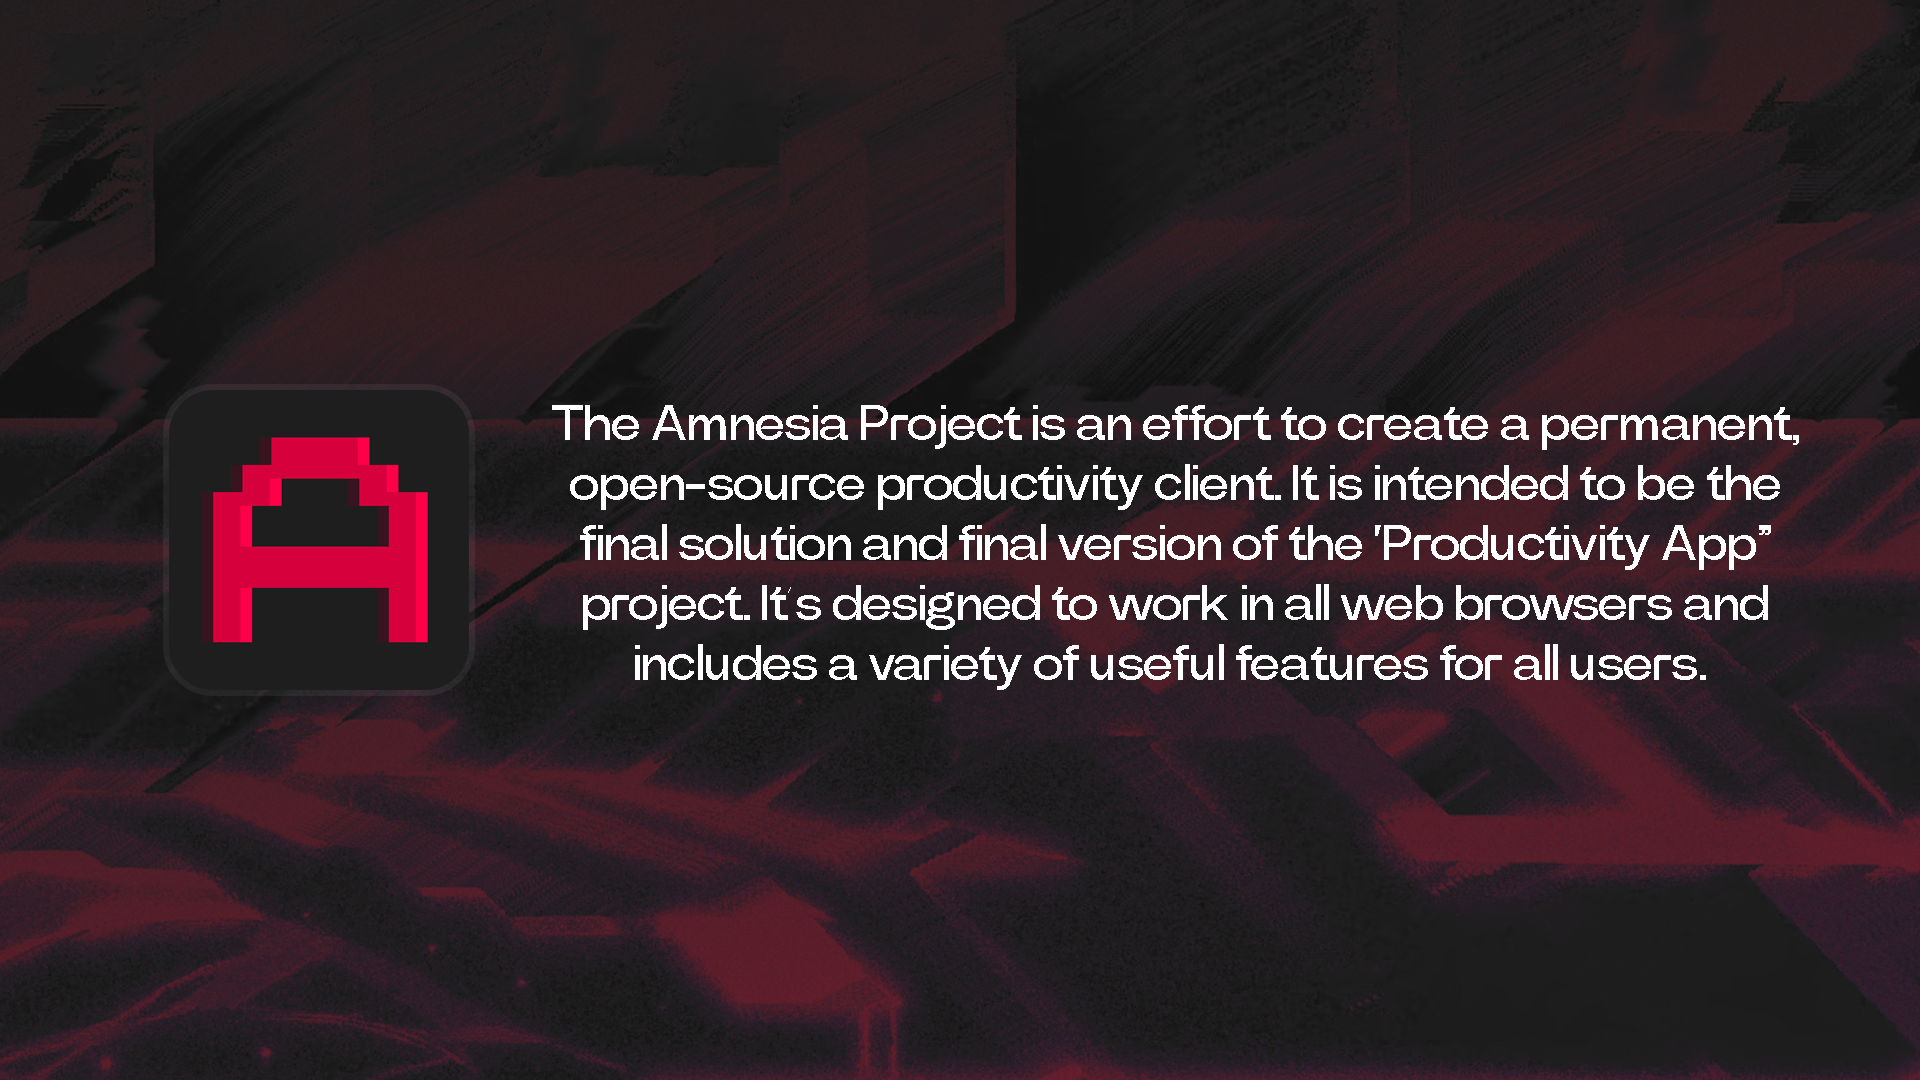 The Amnesia Project is an effort to create a permanent,
open-source productivity client. It is intended to be the
final solution and final version of the 'Productivity App”
project. It's designed to work in all web browsers and
includes a variety of useful features for all users.